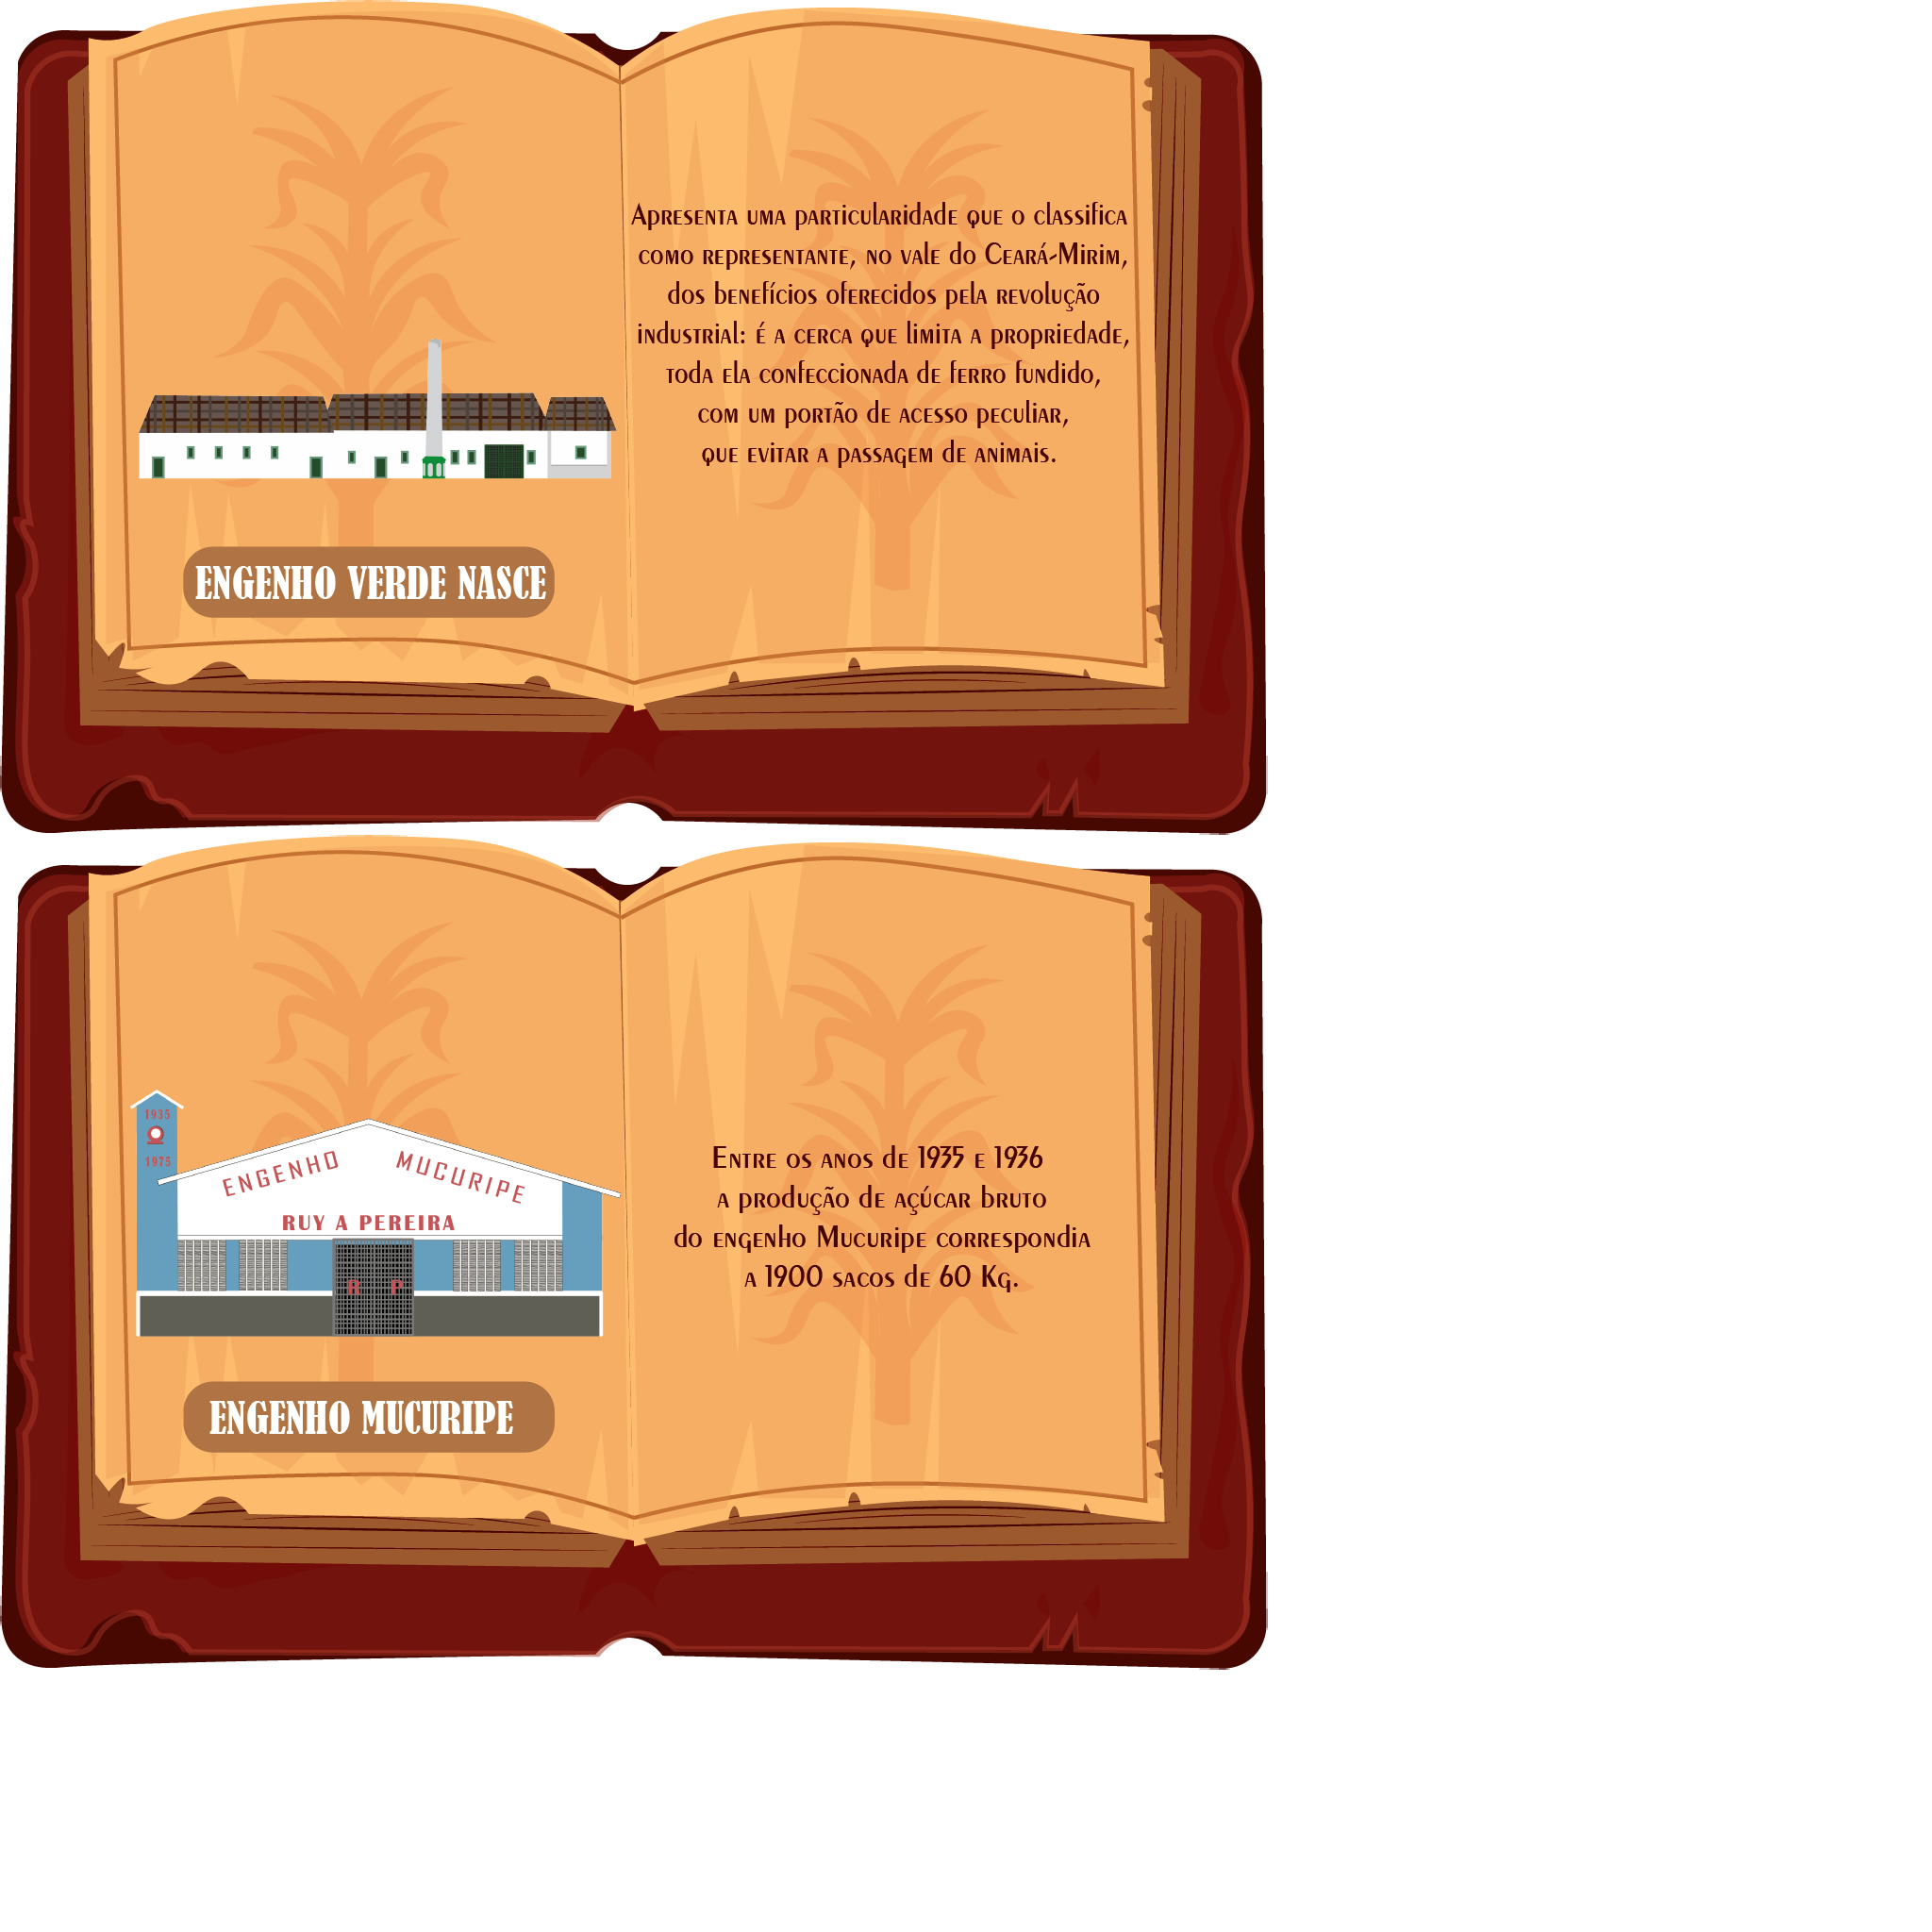 Apresenta uma particularidade que o classifica
como representante, no vale do Ceará-Mirim,
dos benefícios oferecidos pela revolução
industrial: é a cerca que limita a propriedade,
toda ela confeccionada de ferro fundido,
com um portão de acesso peculiar,
que evitar a passagem de animais.
ENGENHO VERDE NASCE
1935
1975
ENGENHO MUCURIPE
RUY A PEREIRA
R P
ENGENHO MUCURIPE
Entre os anos de 1935 e 1936
a produção de açúcar bruto
do engenho Mucuripe correspondia
a 1900 sacos de 60 Kg.